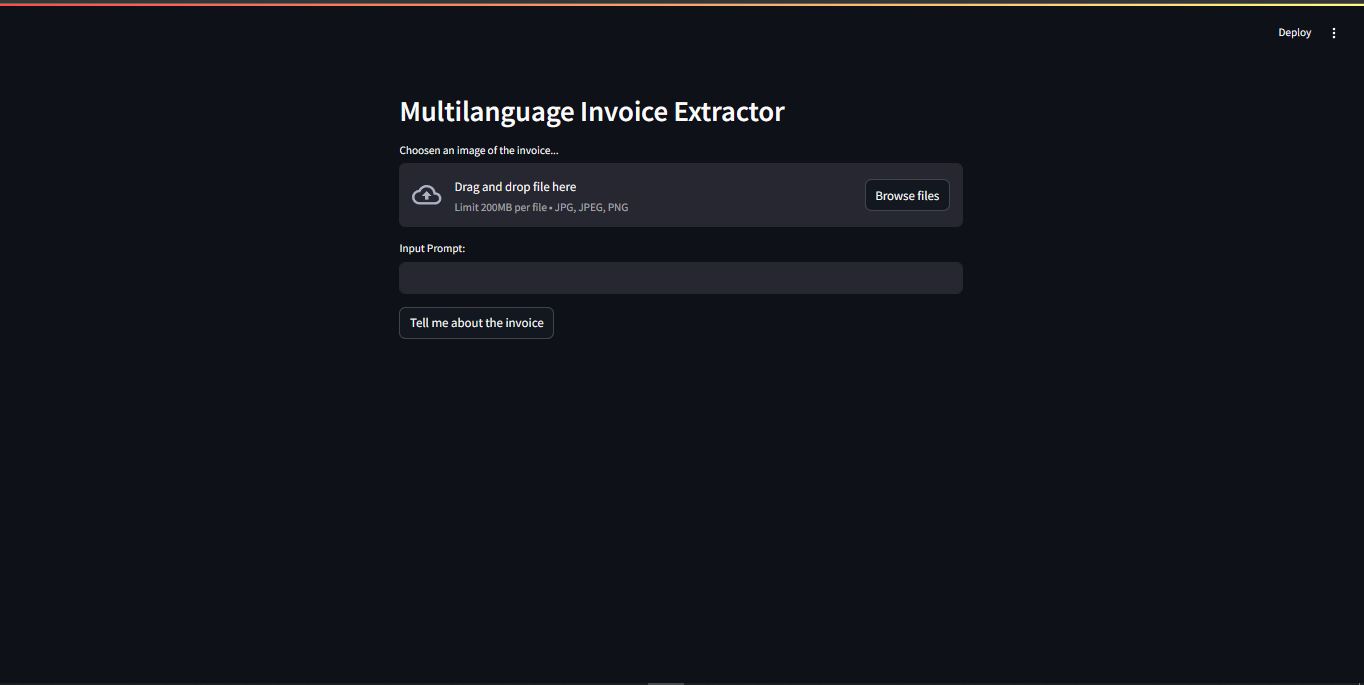 Deploy
Multilanguage Invoice Extractor
Choosen an image of the invoice...
Drag and drop file here
Limit 200MB per file • JPG, JPEG, PNG
Browse files
Input Prompt:
Tell me about the invoice